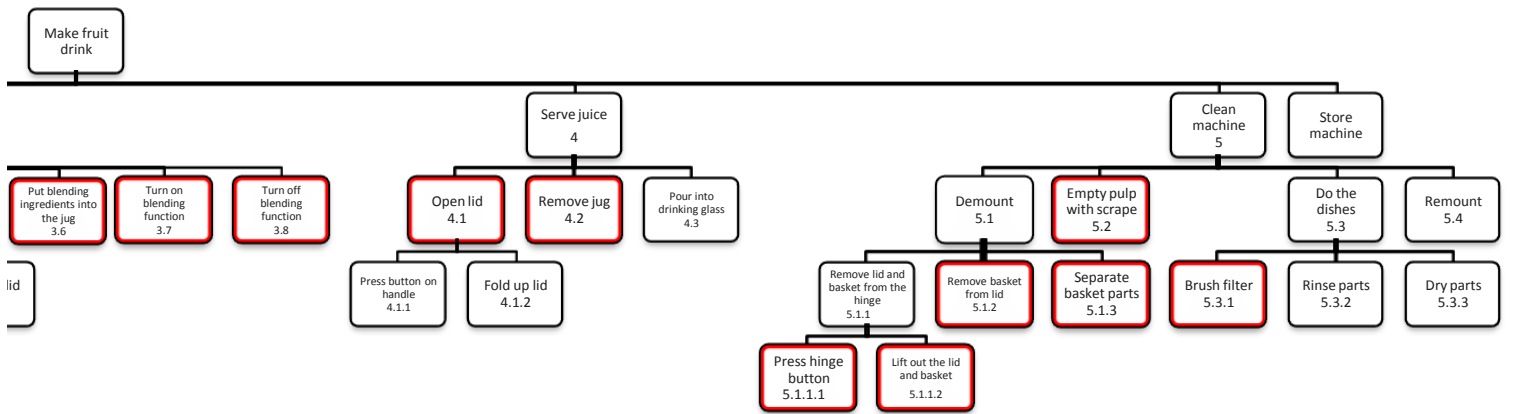 Make fruit
drink
Serve juice
4
Clean
machine
5
Store
machine
Put blending
ingredients into
the jug
3.6
Turn on
blending
function
3.7
Turn off
blending
function
3.8
Open lid
4.1
Remove jug
4.2
Pour into
drinking glass
4.3
Demount
5.1
Empty pulp
with scrape
5.2
Do the
dishes
5.3
Remount
5.4
lid
Press button on
handle
4.1.1
Fold up lid
4.1.2
Remove lid and
basket from the
hinge
5.1.1
Remove basket
from lid
5.1.2
Separate
basket parts
5.1.3
Brush filter
5.3.1
Rinse parts
5.3.2
Dry parts
5.3.3
Press hinge
button
5.1.1.1
Lift out the lid
and basket
5.1.1.2